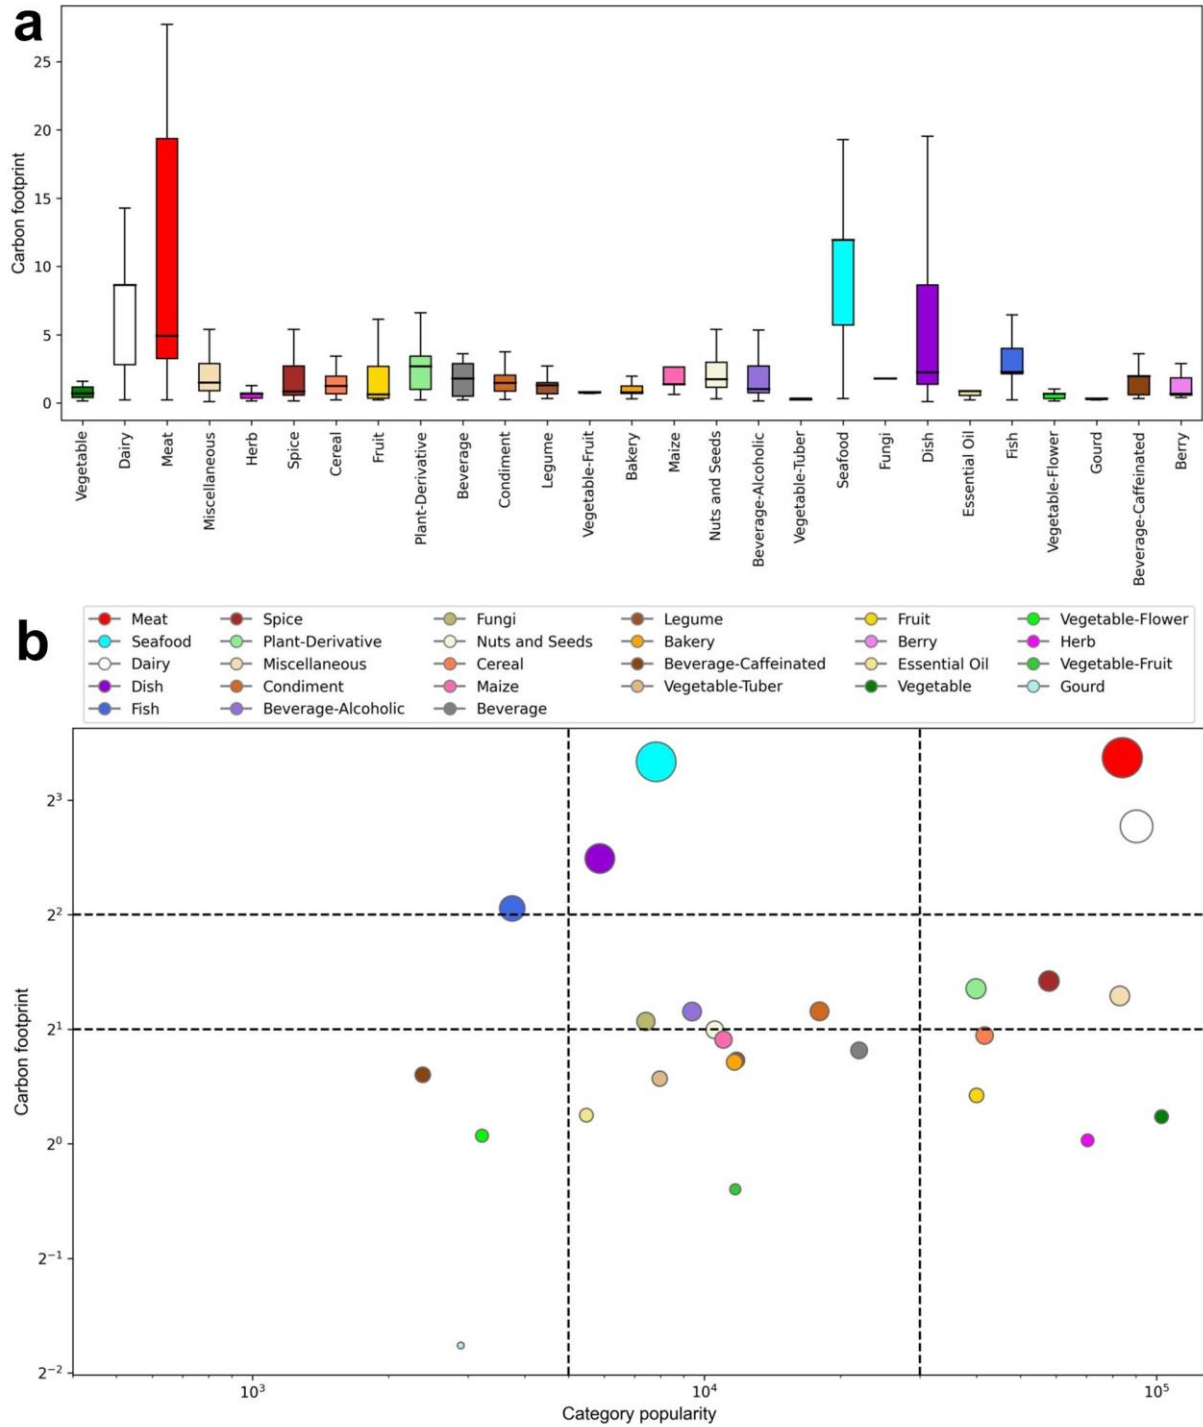 a
Carbon footprint
25
20
15
10
5
0
Vegetable
Dairy
Meat
Miscellaneous
Herb
Spice
Cereal
Fruit
Plant-Derivative
Beverage
Condiment
Legume
Vegetable-Fruit
Bakery
Maize
Nuts and Seeds
Beverage-Alcoholic
Vegetable-Tuber
Seafood
Fungi
Dish
Essential Oil
Fish
Vegetable-Flower
Gourd
Beverage-Caffeinated
Berry
b
Meat Spice Fungi Legume Fruit Vegetable-Flower
Seafood Plant-Derivative Nuts and Seeds Bakery Berry Herb
Dairy Miscellaneous Cereal Beverage-Caffeinated Essential Oil Vegetable-Fruit
Dish Condiment Maize Vegetable-Tuber Vegetable Gourd
Fish Beverage-Alcoholic Beverage
Carbon footprint
2³
2²
2¹
2⁰
2⁻¹
2⁻²
10³ 10⁴ 10⁵
Category popularity